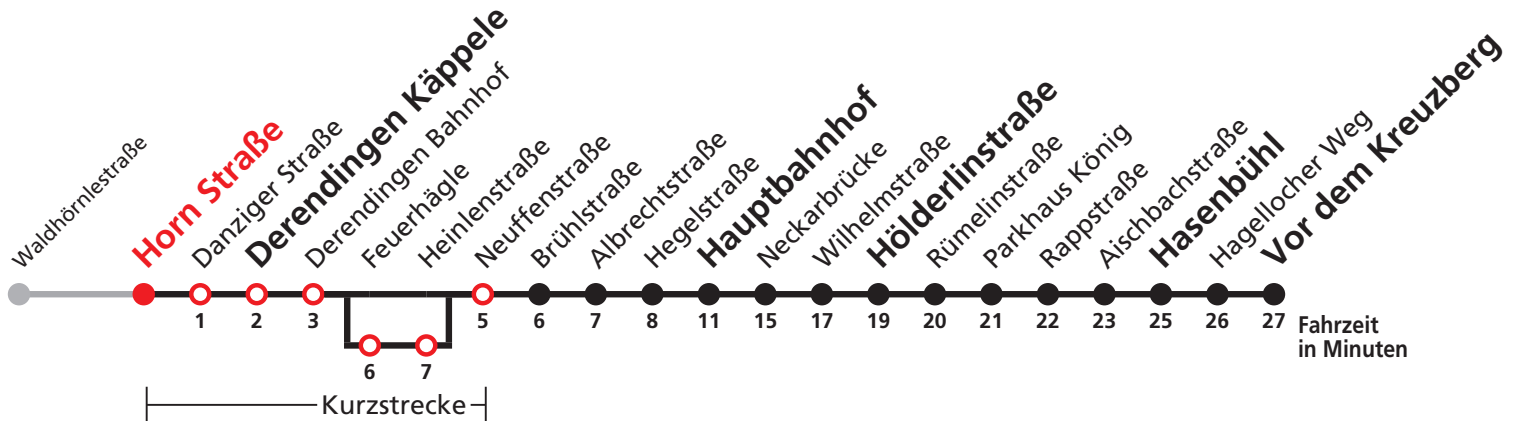 Waldhörnlestraße
Horn Straße
Danziger Straße
Derendingen Käppele
Derendingen Bahnhof
Feuerhägle
Heinlenstraße
Neuffenstraße
Brühlstraße
Albrechtstraße
Hegelstraße
Hauptbahnhof
Neckarbrücke
Wilhelmstraße
Hölderlinstraße
Rümelinstraße
Parkhaus König
Rappstraße
Aischbachstraße
Hasenbühl
Hagellocher Weg
Vor dem Kreuzberg
1 2 3 5 6 7 8 11 15 17 19 20 21 22 23 25 26 27 Fahrzeit
in Minuten
6 7
Kurzstrecke